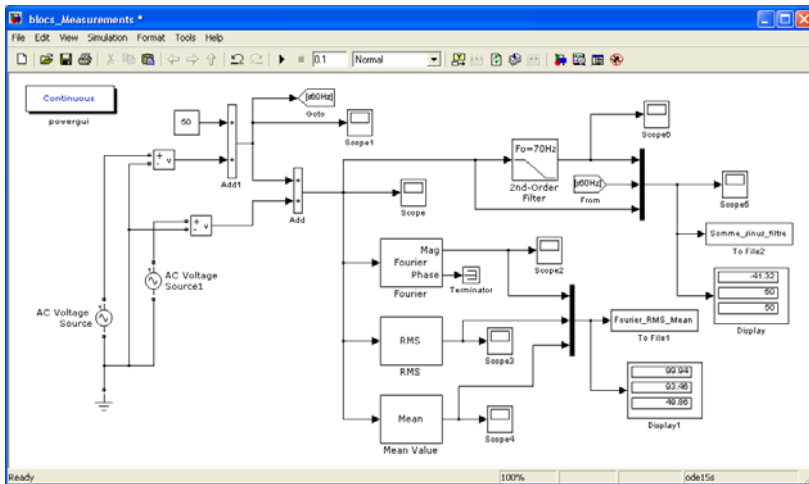 blocs_Measurements *
File Edit View Simulation Format Tools Help
0.1 Normal
Continuous
powergui
50
[s60Hz]
Goto
Scope1
Add1
Add
Scope
Fo=70Hz
2nd-Order
Filter
[s60Hz]
From
Scope6
Scope5
Somme_sinus_filtre
To File2
-41.32
50
Display
+
-
v
+
-
v
AC Voltage
Source1
AC Voltage
Source
Mag
Fourier
Phase
Fourier
Terminator
Scope2
RMS
RMS
Scope3
Mean
Mean Value
Scope4
Fourier_RMS_Mean
To File1
99.94
93.46
49.86
Display1
Ready 100% ode15s